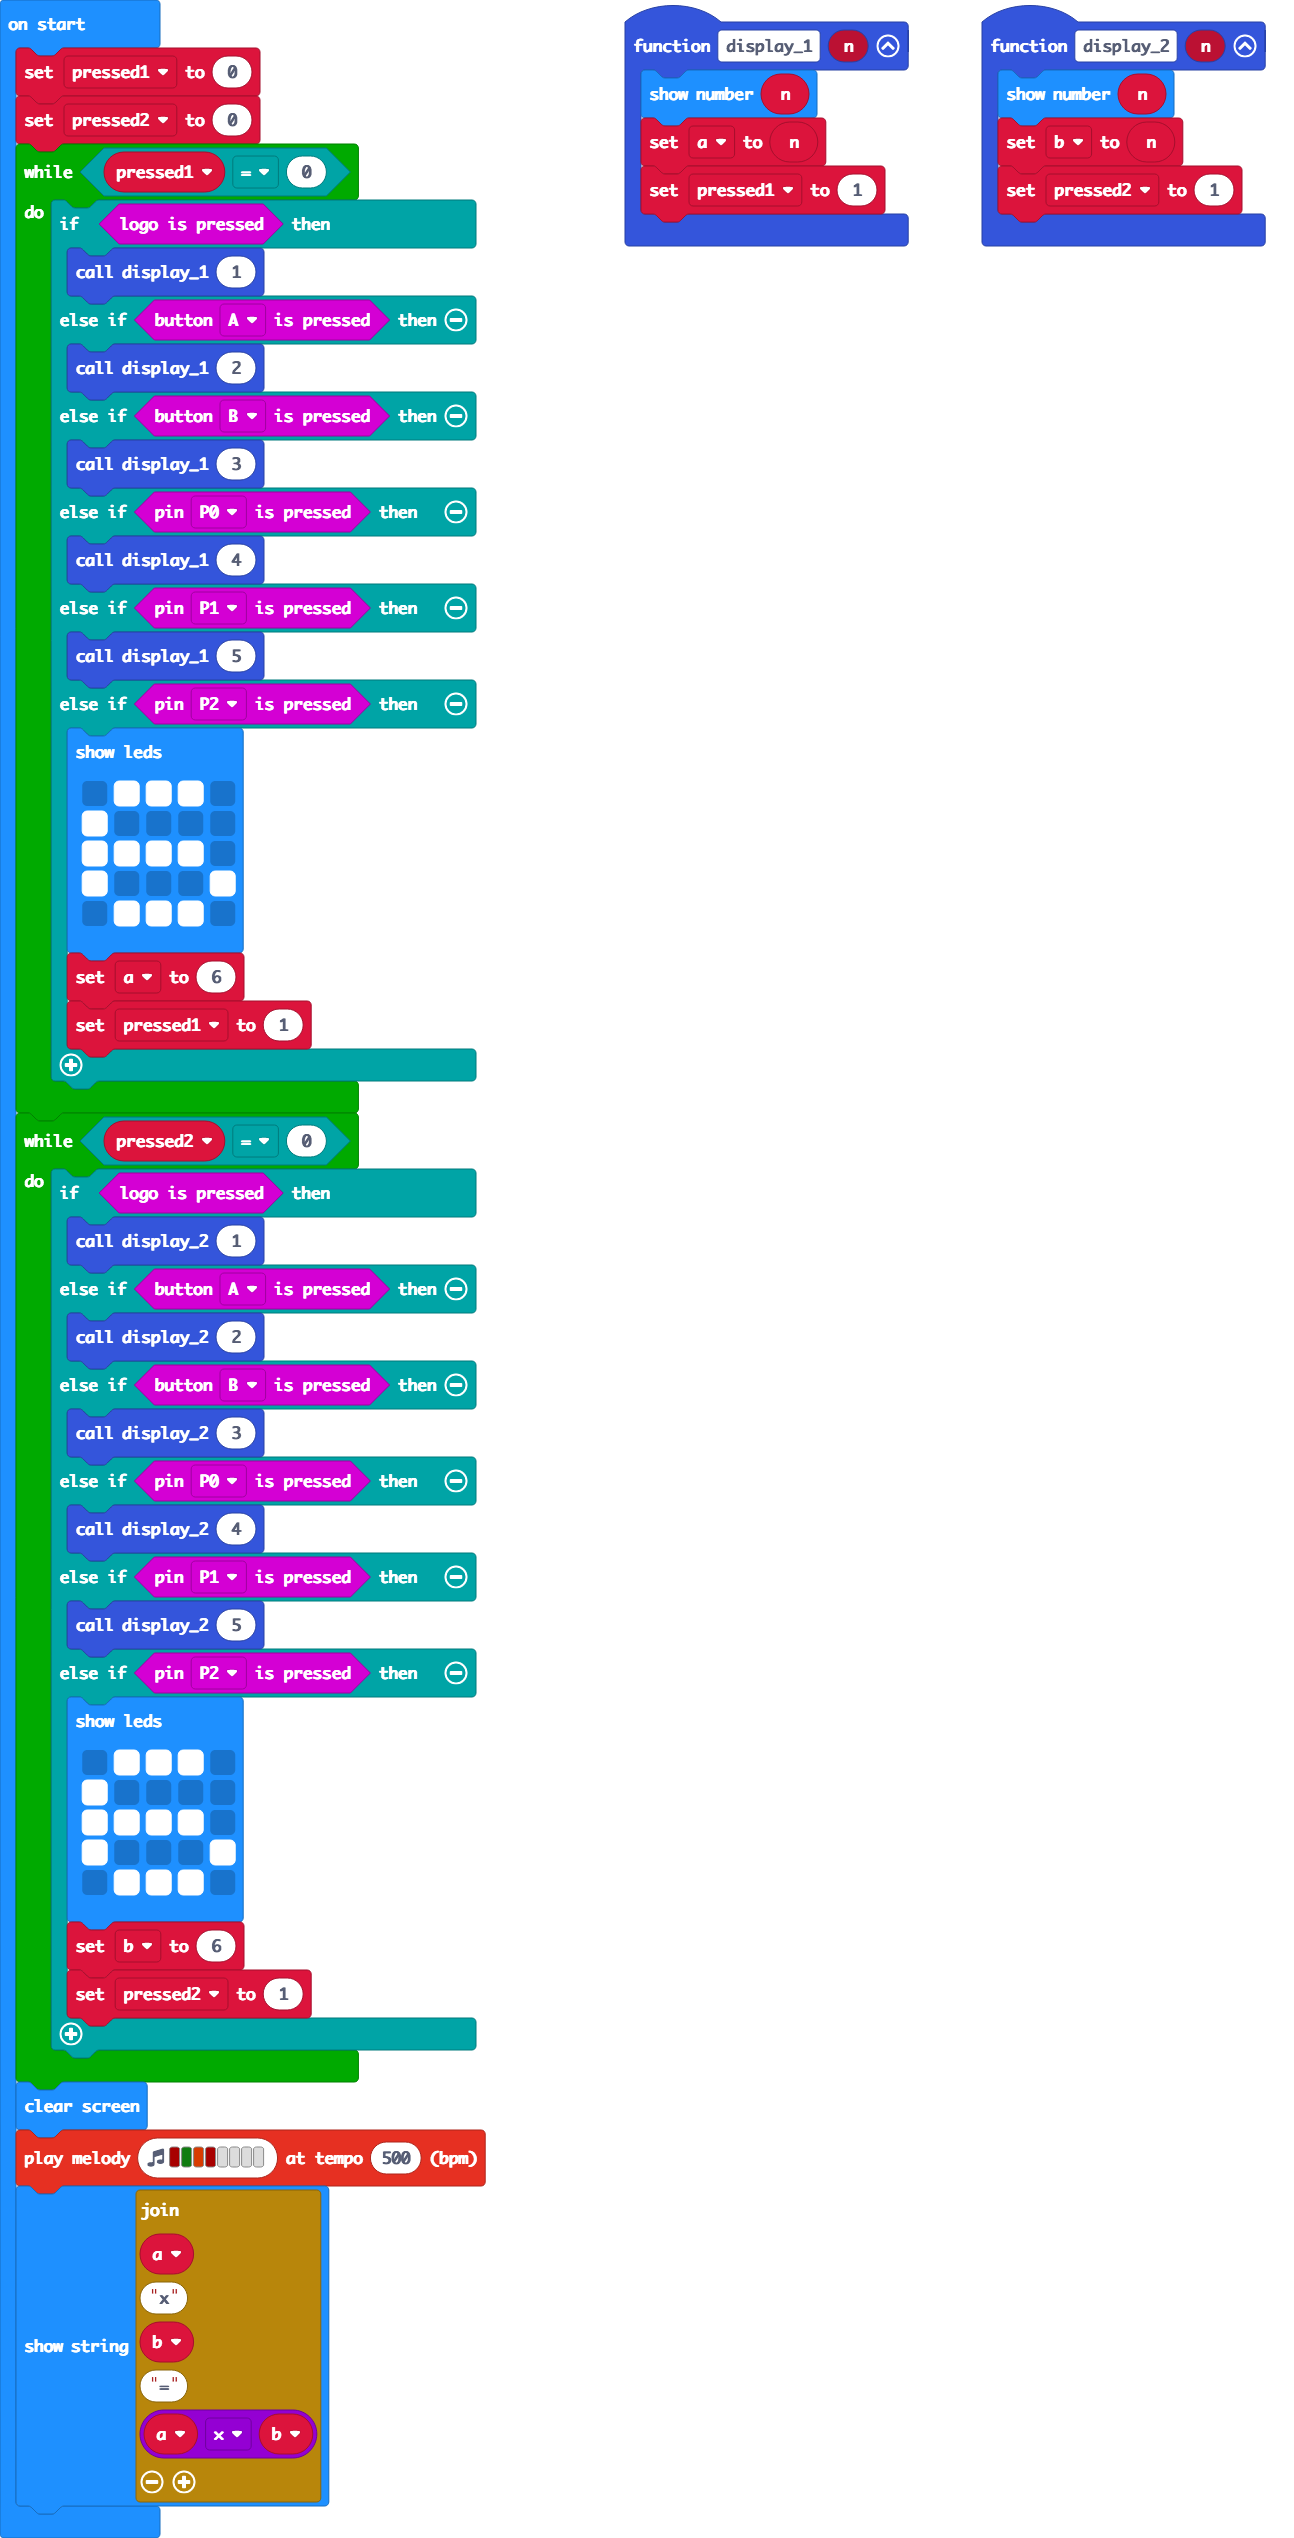 on start
set pressed1 to 0
set pressed2 to 0
while pressed1 = 0
do if logo is pressed then
call display_1 1
else if button A is pressed then
call display_1 2
else if button B is pressed then
call display_1 3
else if pin P0 is pressed then
call display_1 4
else if pin P1 is pressed then
call display_1 5
else if pin P2 is pressed then
show leds
set a to 6
set pressed1 to 1
while pressed2 = 0
do if logo is pressed then
call display_2 1
else if button A is pressed then
call display_2 2
else if button B is pressed then
call display_2 3
else if pin P0 is pressed then
call display_2 4
else if pin P1 is pressed then
call display_2 5
else if pin P2 is pressed then
show leds
set b to 6
set pressed2 to 1
clear screen
play melody at tempo 500 (bpm)
show string join
a
"x"
b
"="
a x b
function display_1 n
show number n
set a to n
set pressed1 to 1
function display_2 n
show number n
set b to n
set pressed2 to 1